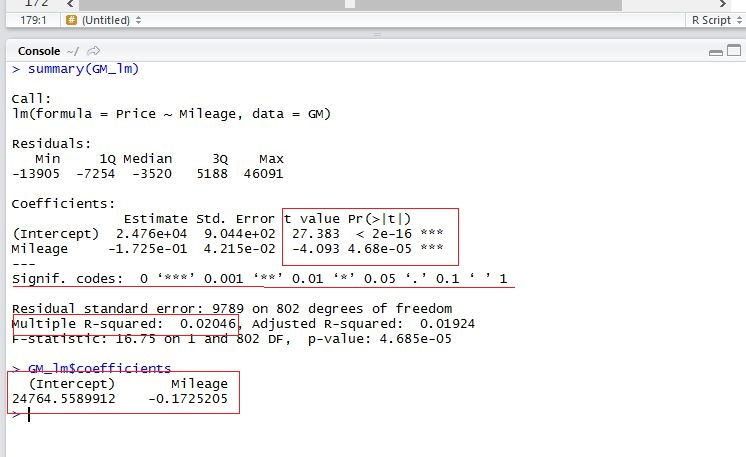 172
179:1 (Untitled) R Script
Console ~/
> summary(GM_lm)
Call:
lm(formula = Price ~ Mileage, data = GM)
Residuals:
Min 1Q Median 3Q Max
-13905 -7254 -3520 5188 46091
Coefficients:
Estimate Std. Error t value Pr(>|t|)
(Intercept) 2.476e+04 9.044e+02 27.383 < 2e-16 ***
Mileage -1.725e-01 4.215e-02 -4.093 4.68e-05 ***
---
Signif. codes: 0 ‘***’ 0.001 ‘**’ 0.01 ‘*’ 0.05 ‘.’ 0.1 ‘ ’ 1
Residual standard error: 9789 on 802 degrees of freedom
Multiple R-squared: 0.02046, Adjusted R-squared: 0.01924
F-statistic: 16.75 on 1 and 802 DF, p-value: 4.685e-05
> GM_lm$coefficients
(Intercept) Mileage
24764.5589912 -0.1725205
>